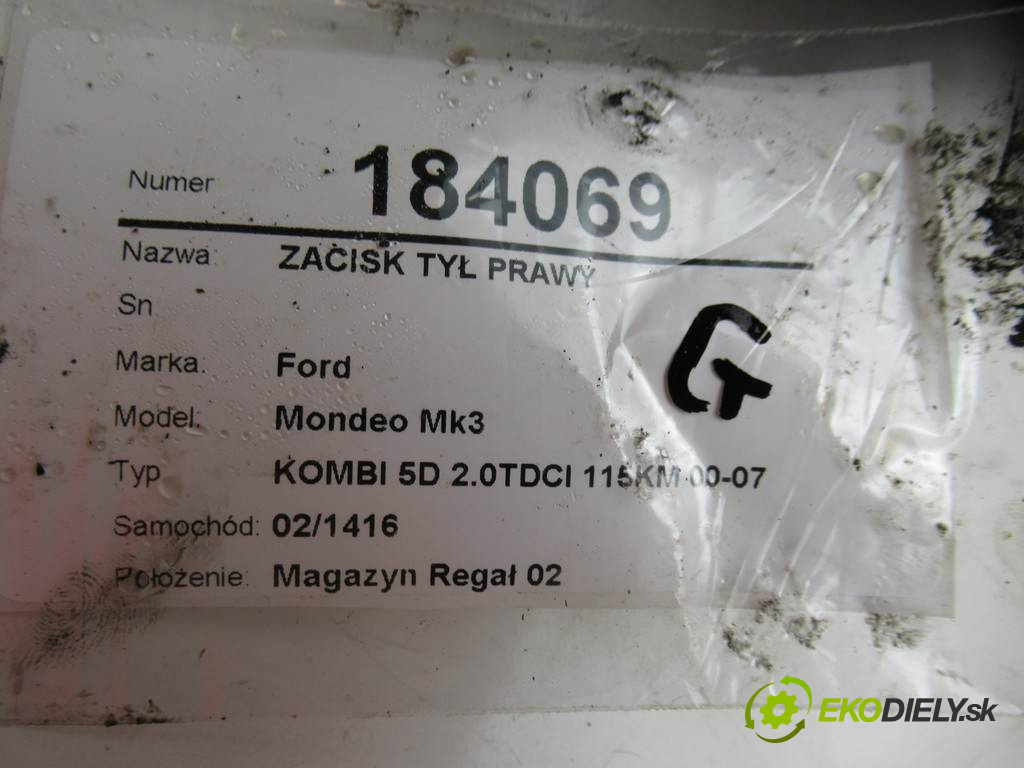 Numer 184069
Nazwa: ZACISK TYŁ PRAWY
Sn
Marka: Ford
Model: Mondeo Mk3
Typ KOMBI 5D 2.0TDCI 115KM 00-07
Samochód: 02/1416
Położenie: Magazyn Regał 02
G
EKODIELY.sk